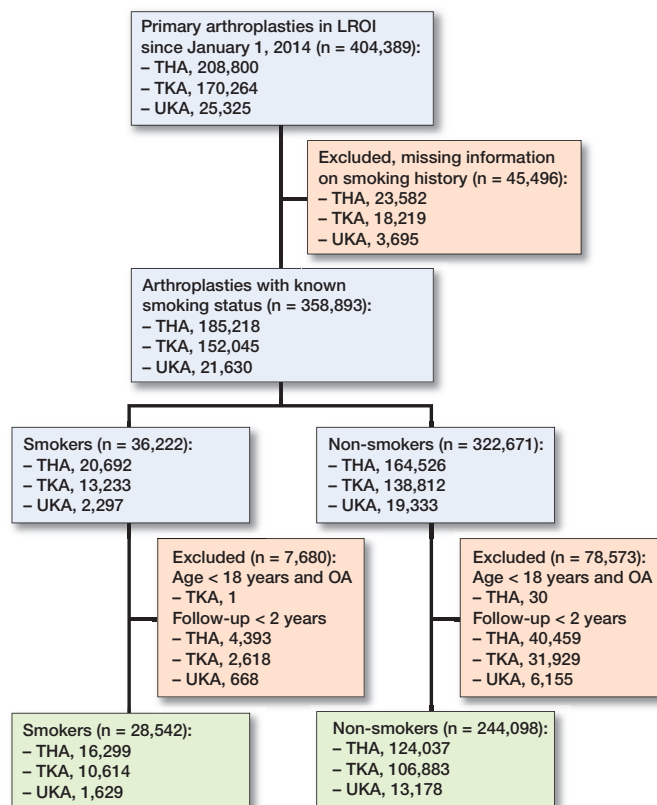 Primary arthroplasties in LROI
since January 1, 2014 (n = 404,389):
– THA, 208,800
– TKA, 170,264
– UKA, 25,325
Excluded, missing information
on smoking history (n = 45,496):
– THA, 23,582
– TKA, 18,219
– UKA, 3,695
Arthroplasties with known
smoking status (n = 358,893):
– THA, 185,218
– TKA, 152,045
– UKA, 21,630
Smokers (n = 36,222):
– THA, 20,692
– TKA, 13,233
– UKA, 2,297
Non-smokers (n = 322,671):
– THA, 164,526
– TKA, 138,812
– UKA, 19,333
Excluded (n = 7,680):
Age < 18 years and OA
– TKA, 1
Follow-up < 2 years
– THA, 4,393
– TKA, 2,618
– UKA, 668
Excluded (n = 78,573):
Age < 18 years and OA
– THA, 30
Follow-up < 2 years
– THA, 40,459
– TKA, 31,929
– UKA, 6,155
Smokers (n = 28,542):
– THA, 16,299
– TKA, 10,614
– UKA, 1,629
Non-smokers (n = 244,098):
– THA, 124,037
– TKA, 106,883
– UKA, 13,178